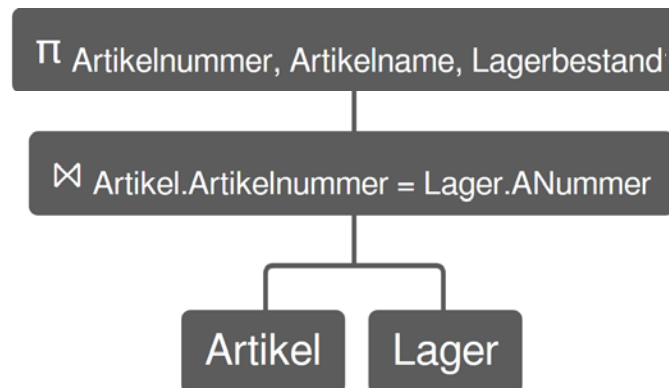 π Artikelnummer, Artikelname, Lagerbestand
⋈ Artikel.Artikelnummer = Lager.ANummer
Artikel Lager